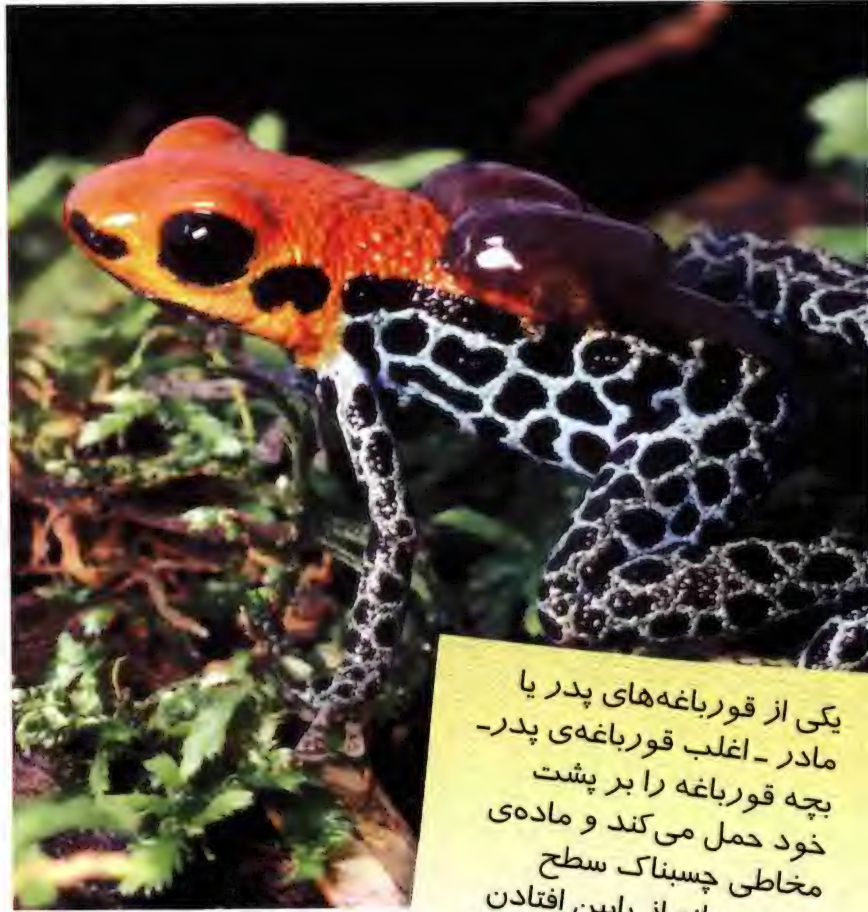 یکی از قورباغه‌های پدر یا
مادر ـ اغلب قورباغه‌ی پدر ـ
بچه قورباغه را بر پشت
خود حمل می‌کند و ماده‌ی
مخاطی چسبناک سطح
افتادن